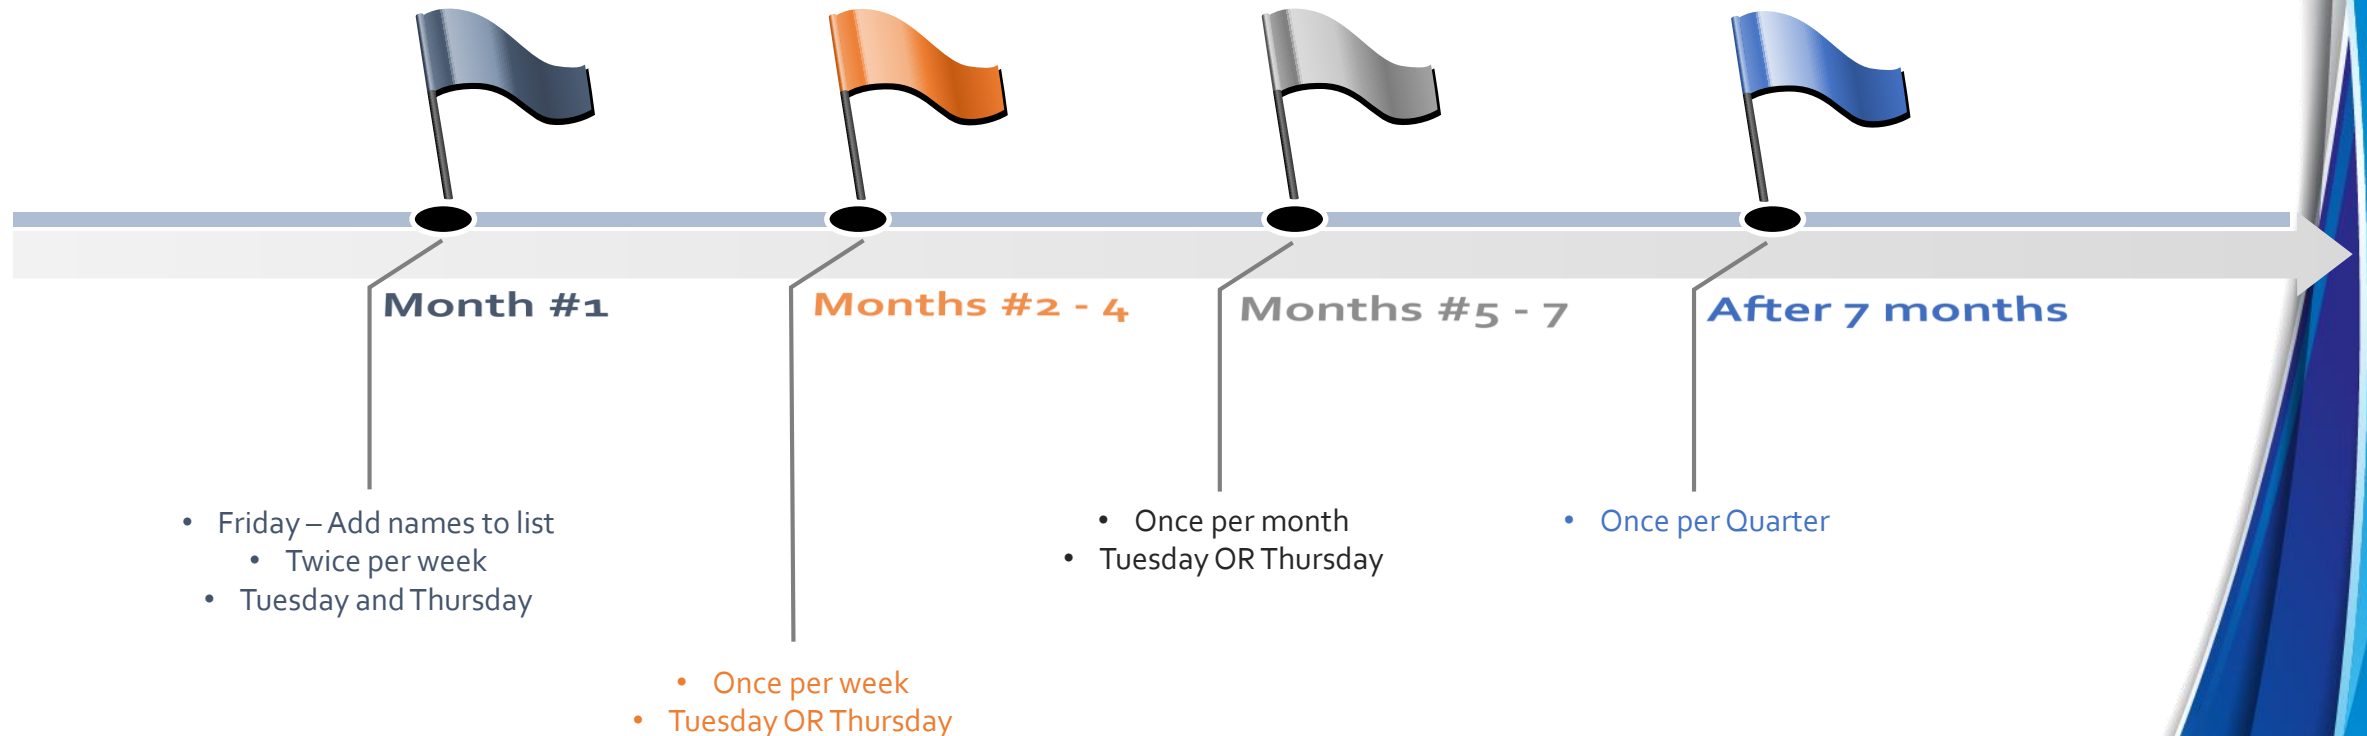 Month #1
• Friday – Add names to list
• Twice per week
• Tuesday and Thursday
Months #2 - 4
• Once per week
• Tuesday OR Thursday
Months #5 - 7
• Once per month
• Tuesday OR Thursday
After 7 months
• Once per Quarter